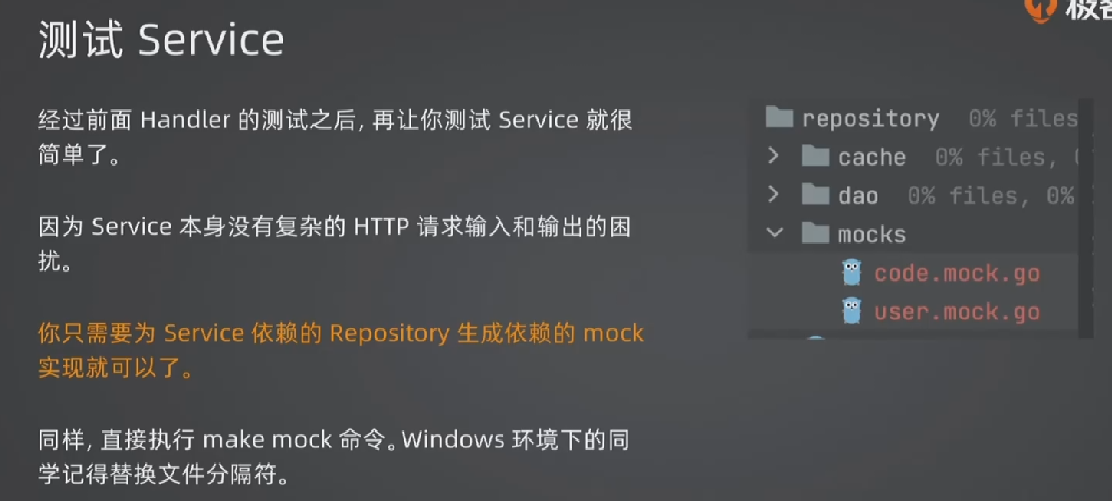 极客
测试 Service
经过前面 Handler 的测试之后, 再让你测试 Service 就很
简单了。
因为 Service 本身没有复杂的 HTTP 请求输入和输出的困
扰。
你只需要为 Service 依赖的 Repository 生成依赖的 mock
实现就可以了。
同样, 直接执行 make mock 命令。Windows 环境下的同
学记得替换文件分隔符。
repository 0% files
cache 0% files,
dao 0% files, 0%
mocks
code.mock.go
user.mock.go